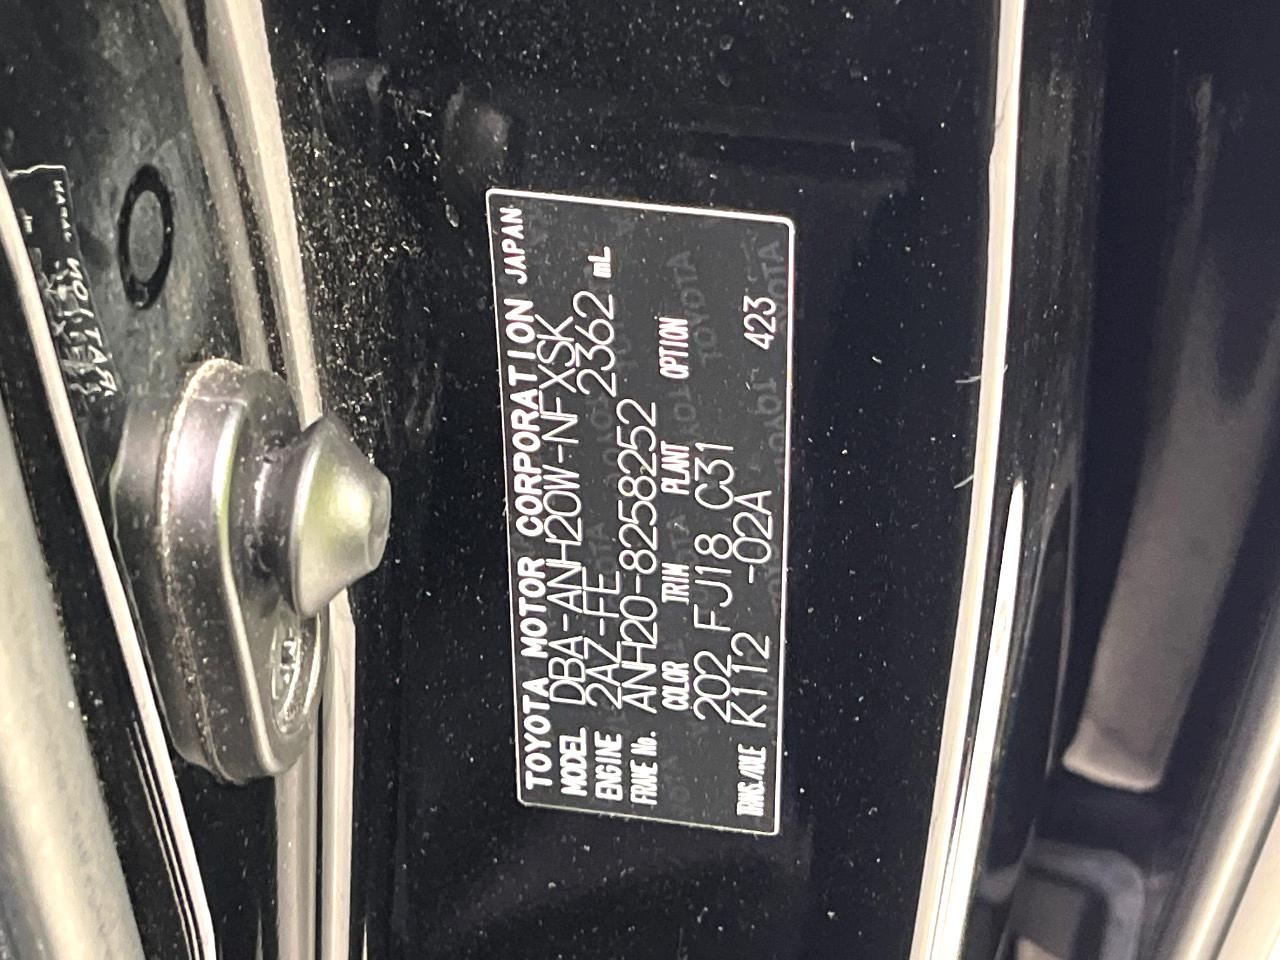 TOYOTA MOTOR CORPORATION JAPAN
MODEL DBA-ANH20W-NFXSK
ENGINE 2AZ-FE 2362 mL
FRAME No. ANH20-8258252
COLOR TRIM PLANT OPTION
202 FJ18 C31
TRANS./AXLE K112 -02A 423